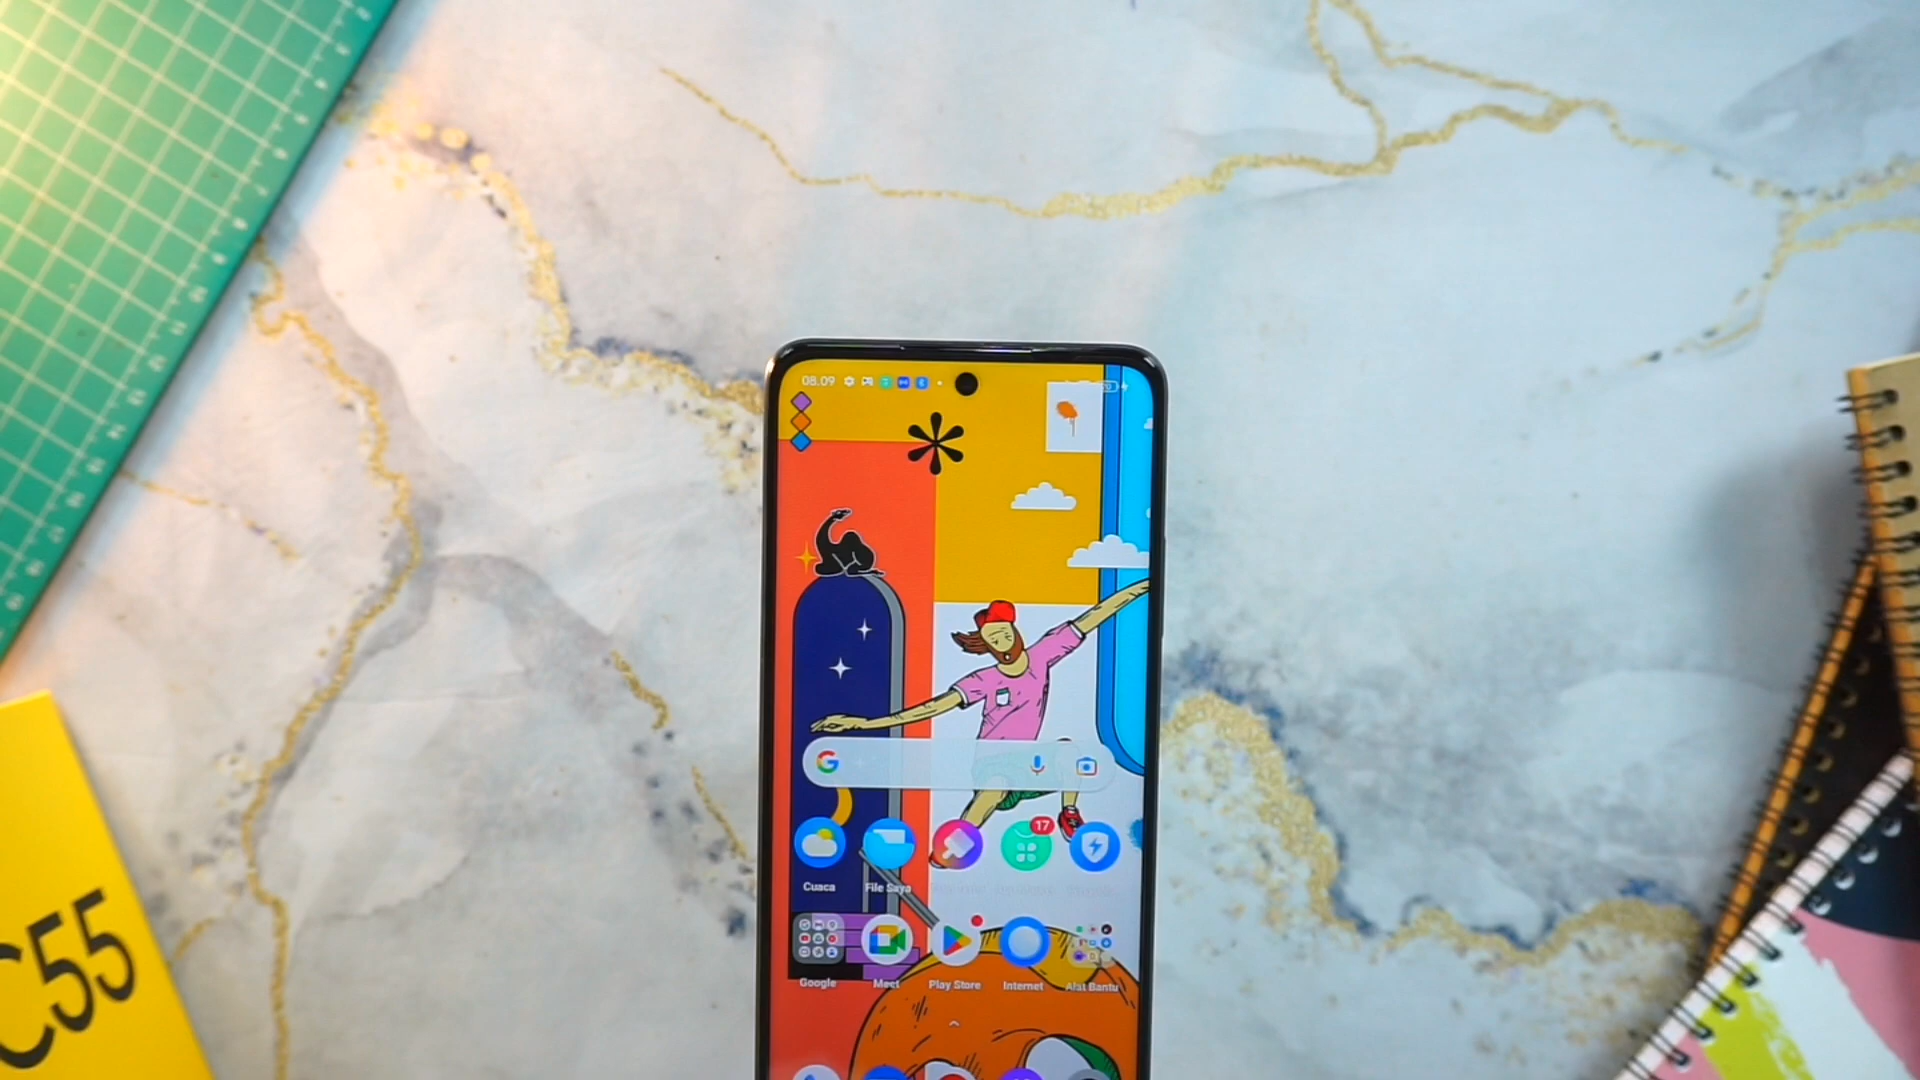 08.09
17
Cuaca
File Saya
Google
Meet
Play Store
Internet
Alat Bantu
C55